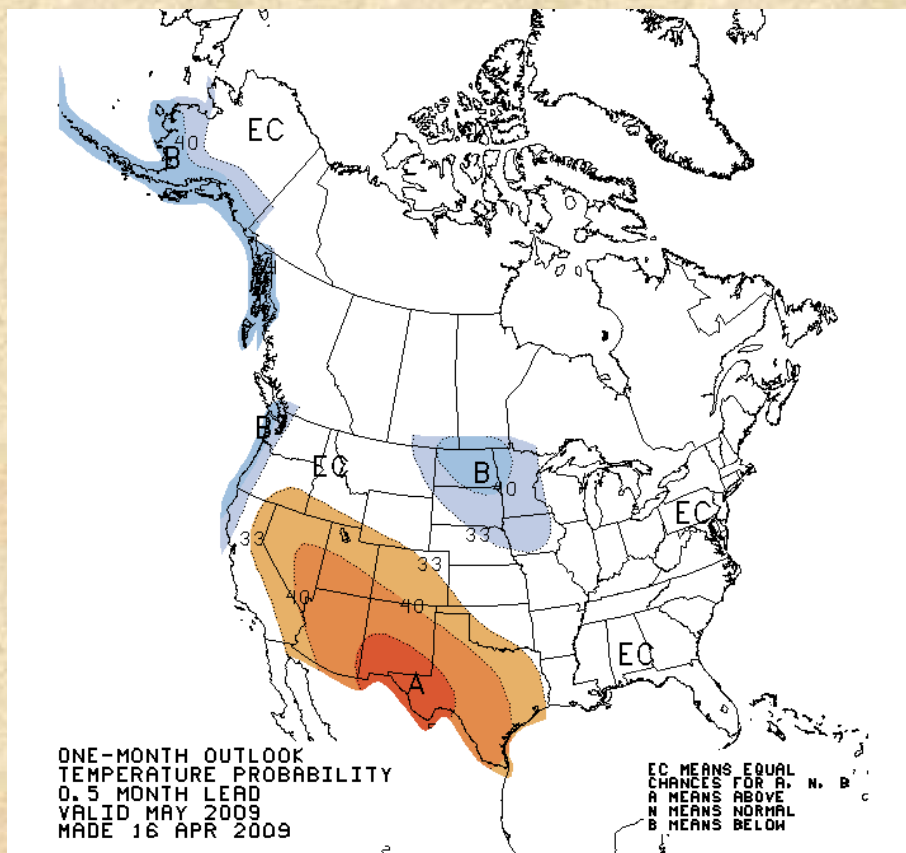 EC
40
B
B
EC
B
40
33
EC
33
33
40
40
EC
A
ONE-MONTH OUTLOOK
TEMPERATURE PROBABILITY
0.5 MONTH LEAD
VALID MAY 2009
MADE 16 APR 2009
EC MEANS EQUAL
CHANCES FOR A, N, B
A MEANS ABOVE
N MEANS NORMAL
B MEANS BELOW